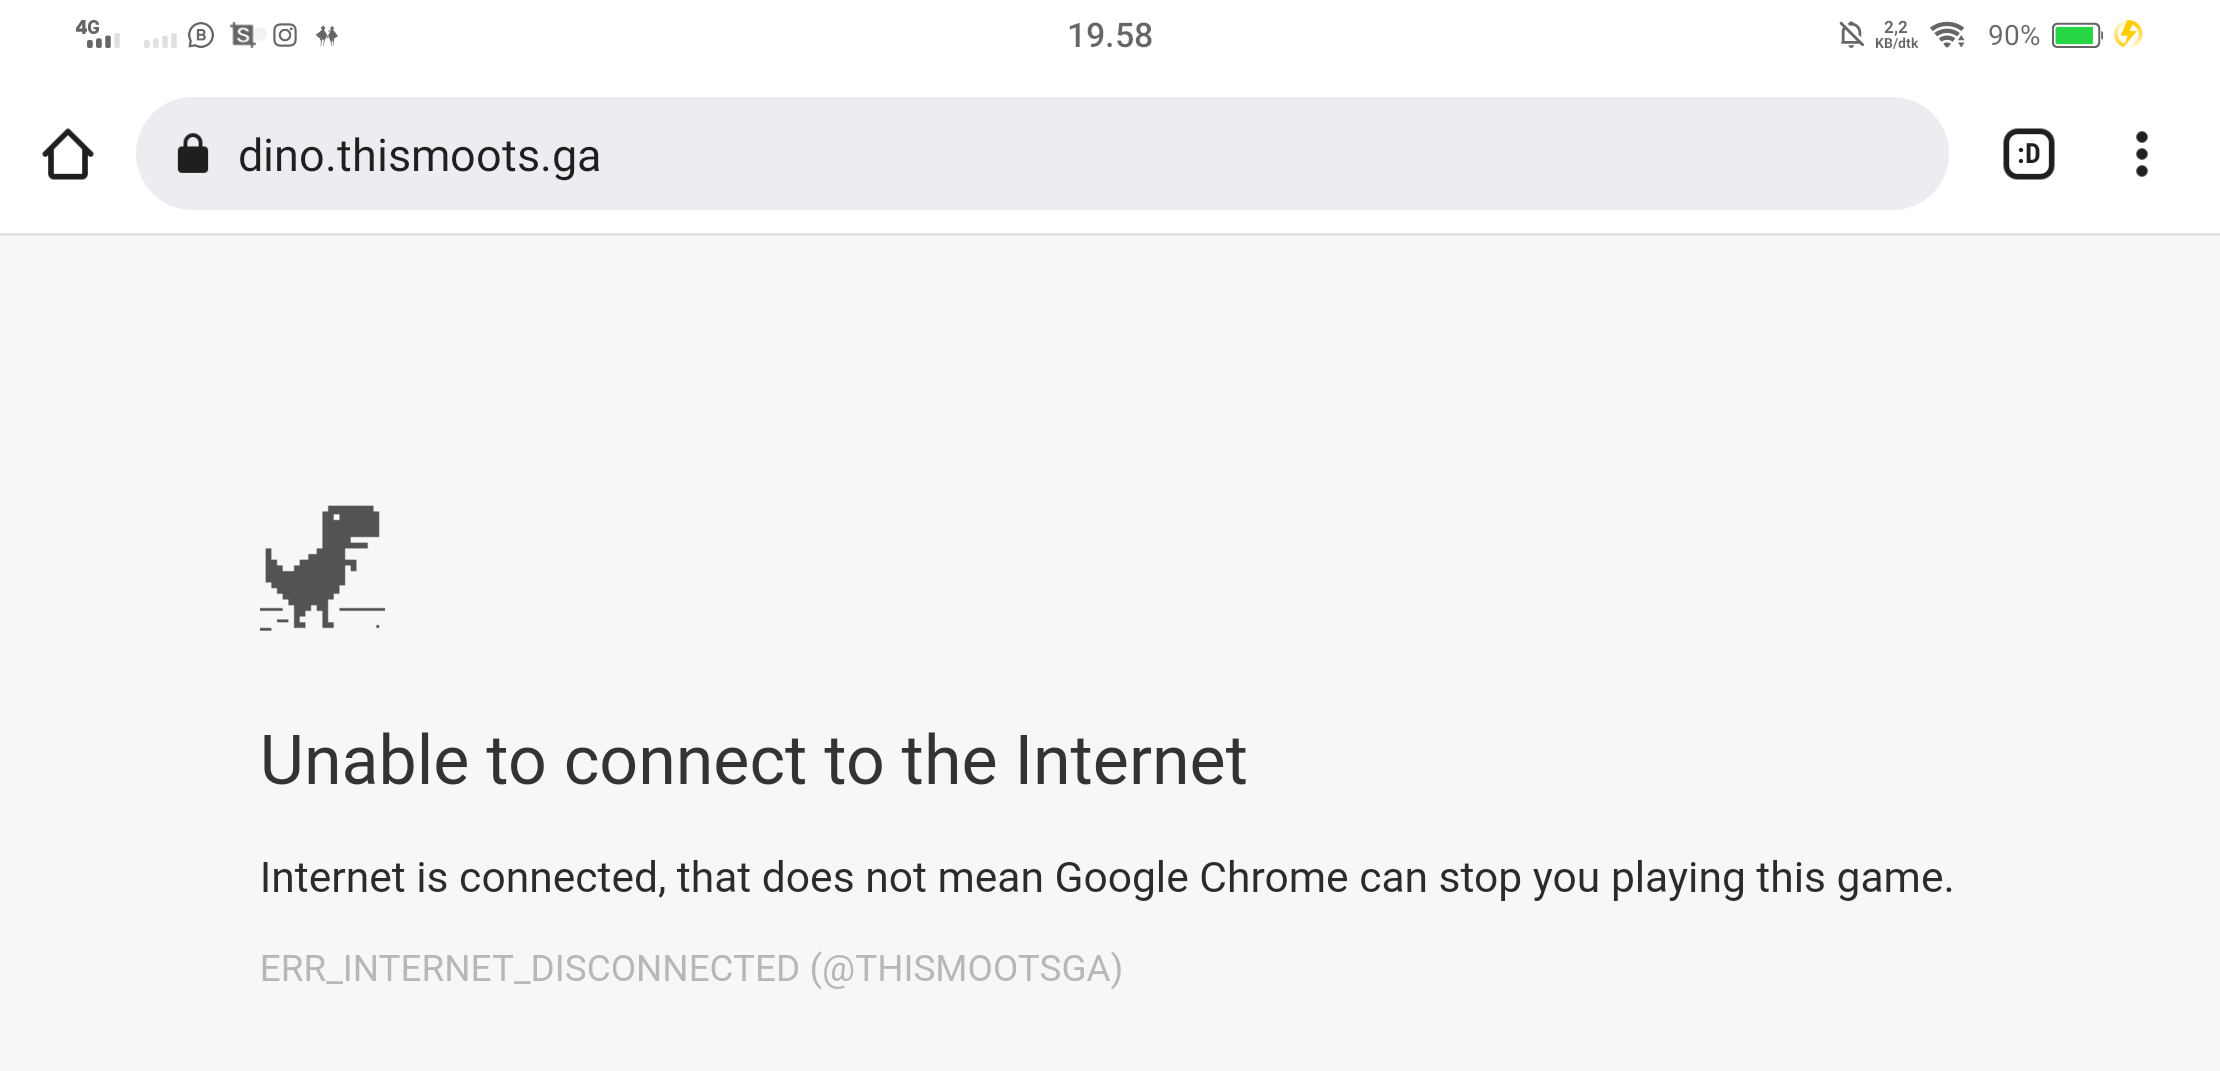 4G B S 19.58 2,2 KB/dtk 90%
dino.thismoots.ga :D
Unable to connect to the Internet
Internet is connected, that does not mean Google Chrome can stop you playing this game.
ERR_INTERNET_DISCONNECTED (@THISMOOTSGA)